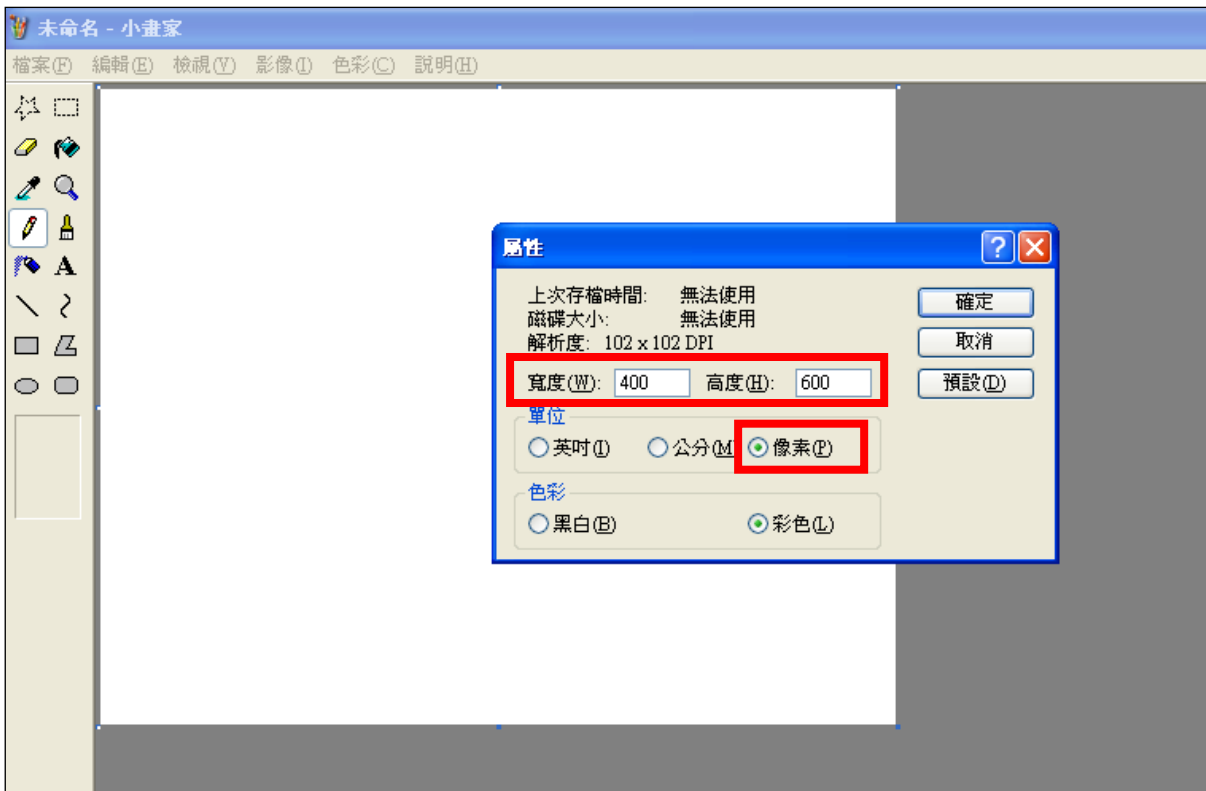 未命名 - 小畫家
檔案(F) 編輯(E) 檢視(V) 影像(I) 色彩(C) 說明(H)
A
屬性
上次存檔時間: 無法使用
磁碟大小: 無法使用
解析度: 102 x 102 DPI
寬度(W): 400 高度(H): 600
單位
英吋(I) 公分(M 像素(P)
色彩
黑白(B) 彩色(L)
確定
取消
預設(D)